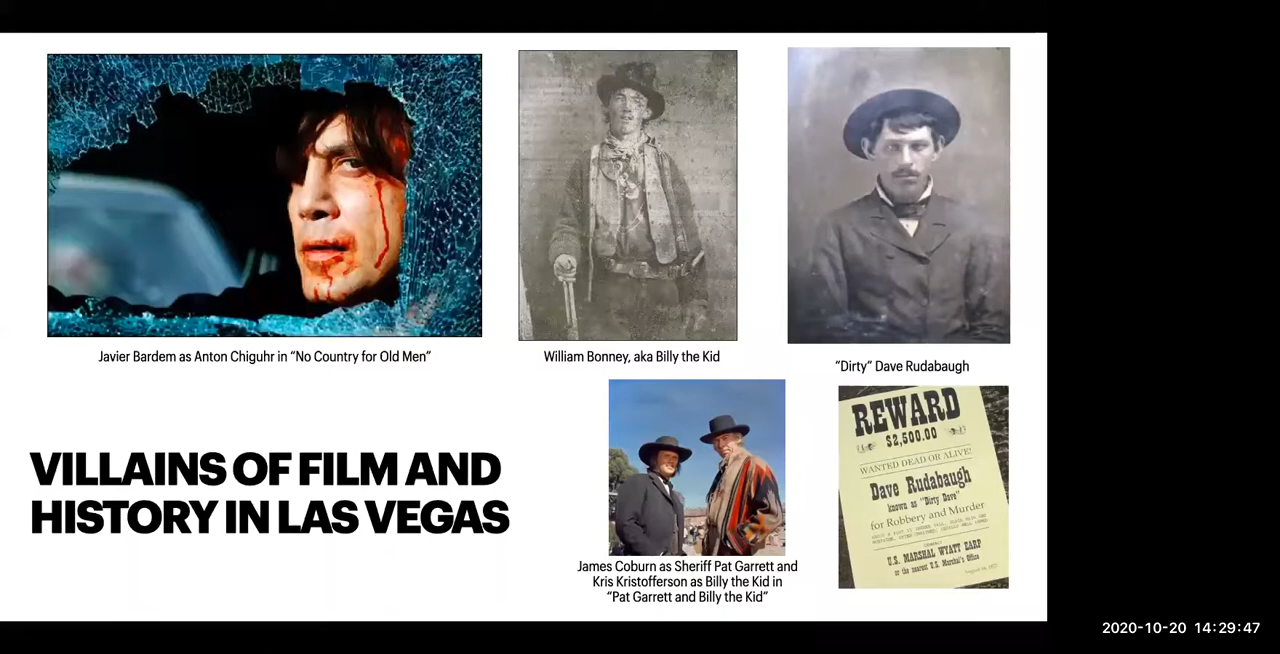 Javier Bardem as Anton Chiguhr in “No Country for Old Men”
William Bonney, aka Billy the Kid
“Dirty” Dave Rudabaugh
VILLAINS OF FILM AND
HISTORY IN LAS VEGAS
James Coburn as Sheriff Pat Garrett and
Kris Kristofferson as Billy the Kid in
“Pat Garrett and Billy the Kid”
REWARD
$2,500.00
WANTED DEAD OR ALIVE!
Dave Rudabaugh
known as "Dirty Dave"
for Robbery and Murder
U.S. MARSHAL WYATT EARP
or the nearest U.S. Marshal's Office
2020-10-20 14:29:47